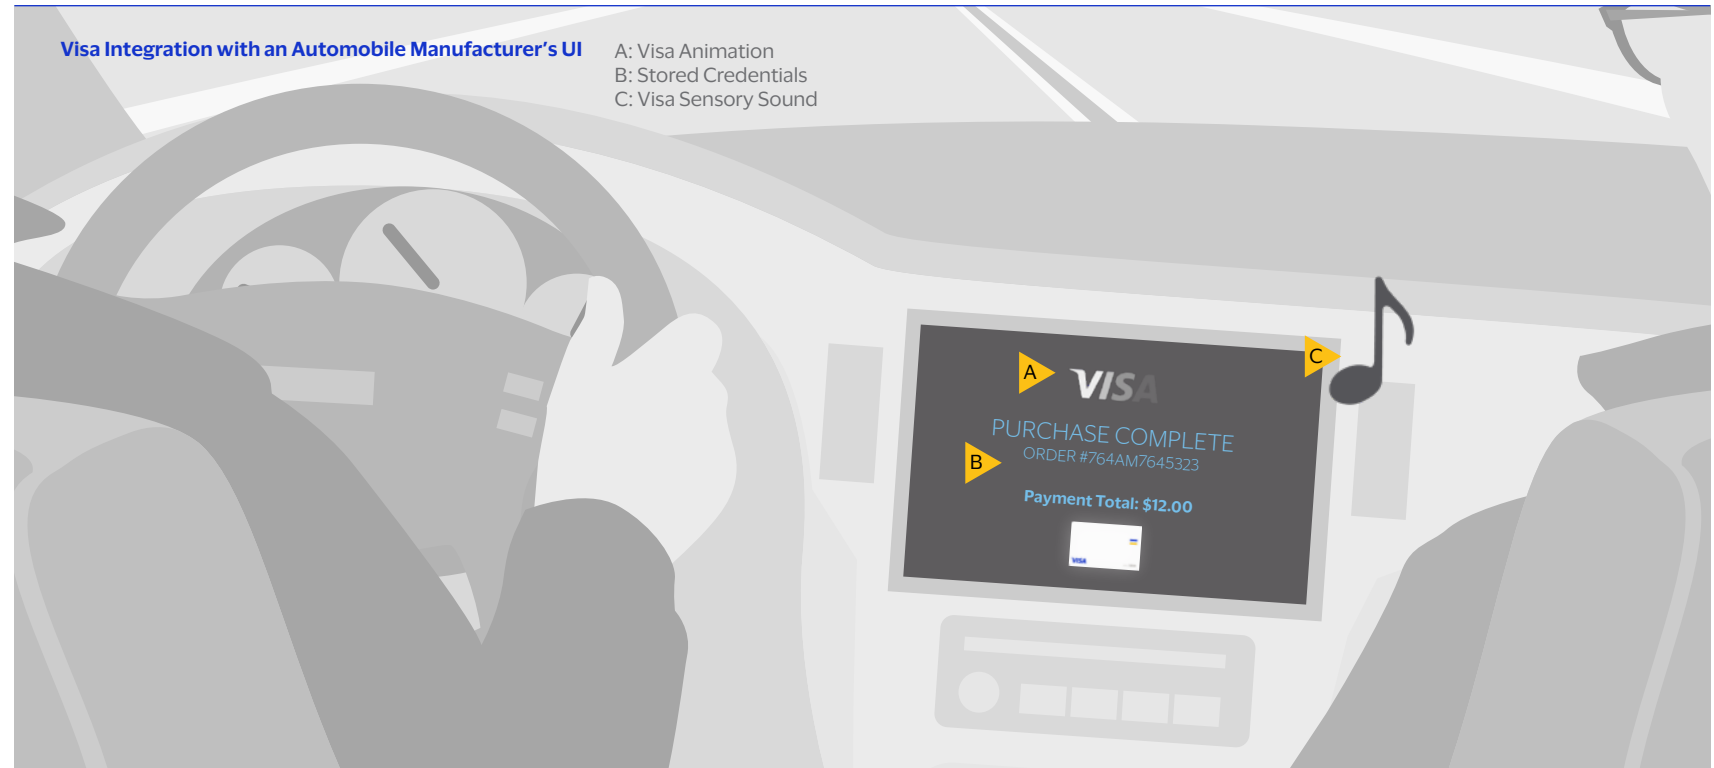 Visa Integration with an Automobile Manufacturer's UI
A: Visa Animation
B: Stored Credentials
C: Visa Sensory Sound
C
A
VISA
PURCHASE COMPLETE
ORDER #764AM7645323
B
Payment Total: $12.00
VISA